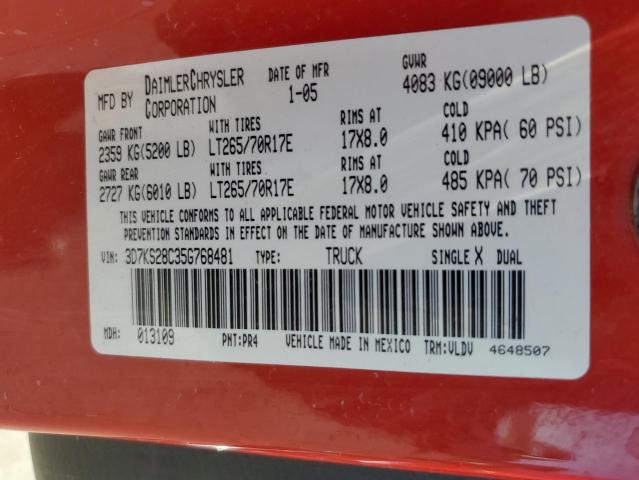 MFD BY DAIMLERCHRYSLER CORPORATION DATE OF MFR 1-05 GVWR 4083 KG(09000 LB)
GAWR FRONT WITH TIRES RIMS AT COLD
2359 KG(5200 LB) LT265/70R17E 17X8.0 410 KPA( 60 PSI)
GAWR REAR WITH TIRES RIMS AT COLD
2727 KG(6010 LB) LT265/70R17E 17X8.0 485 KPA( 70 PSI)
THIS VEHICLE CONFORMS TO ALL APPLICABLE FEDERAL MOTOR VEHICLE SAFETY AND THEFT
PREVENTION STANDARDS IN EFFECT ON THE DATE OF MANUFACTURE SHOWN ABOVE.
VIN: 3D7KS28C35G768481 TYPE: TRUCK SINGLE X DUAL
MDH: 013109 PNT:PR4 VEHICLE MADE IN MEXICO TRM:VLDV 4648507